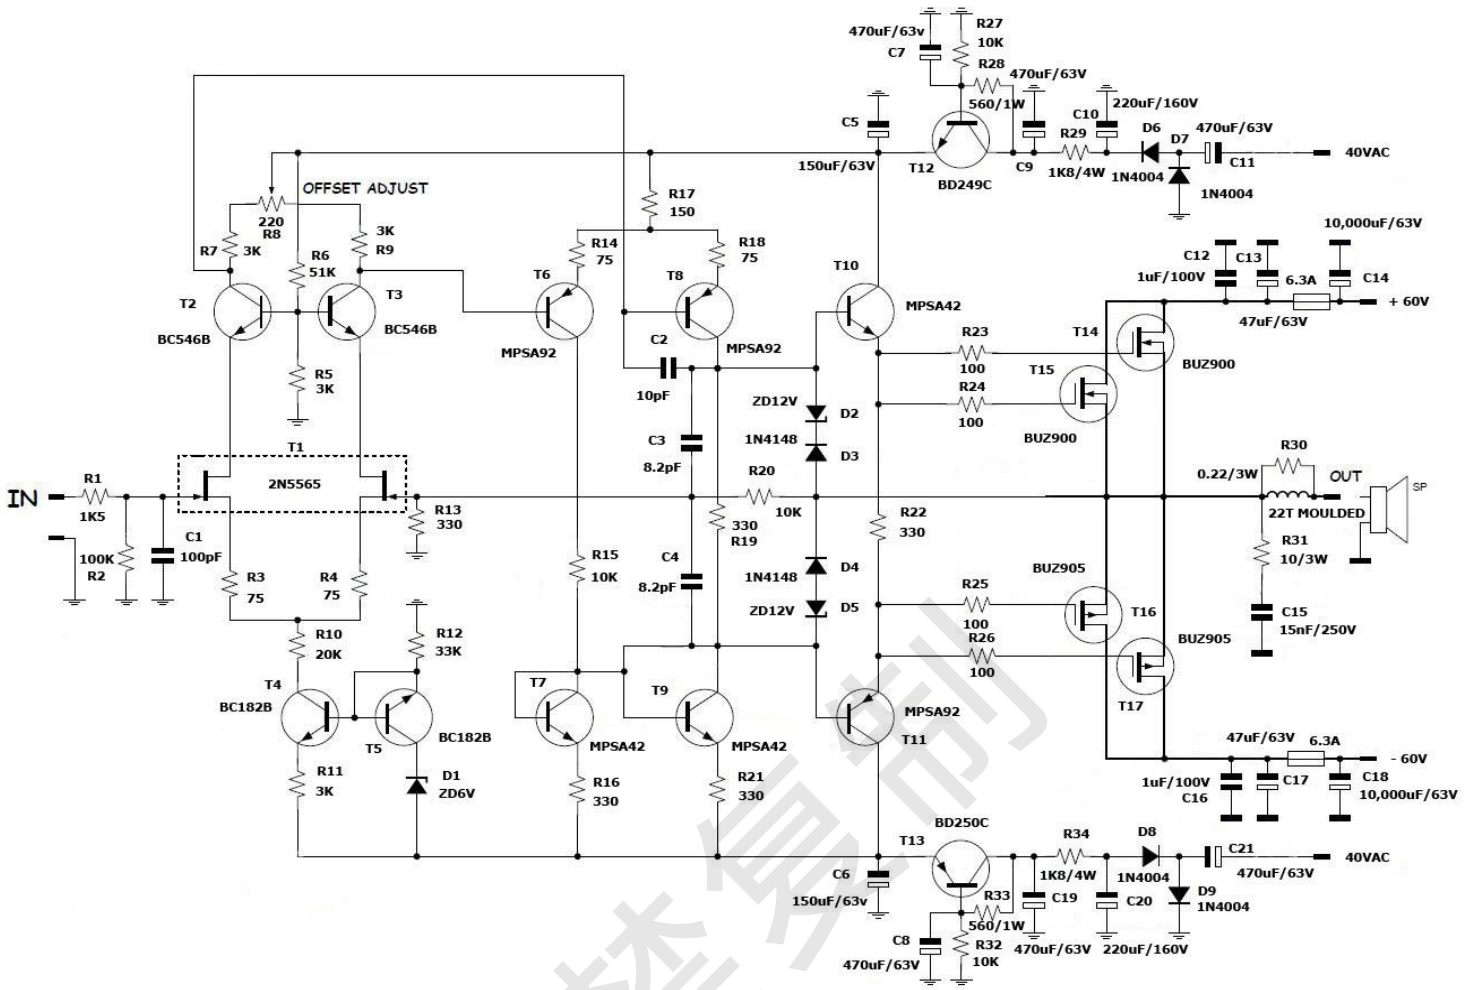 470uF/63v
C7
R27
10K
R28
470uF/63V
560/1W
C10
220uF/160V
C5
150uF/63V
T12
BD249C
C9
R29
1K8/4W
D6
1N4004
D7
1N4004
470uF/63V
C11
40VAC
OFFSET ADJUST
220
R8
R7
3K
R6
51K
3K
R9
R17
150
R14
75
R18
75
T2
BC546B
T3
BC546B
T6
MPSA92
T8
MPSA92
T10
MPSA42
R5
3K
C2
10pF
C3
8.2pF
ZD12V
D2
1N4148
D3
R23
100
R24
100
T14
BUZ900
T15
BUZ900
C12
1uF/100V
C13
47uF/63V
6.3A
10,000uF/63V
C14
+ 60V
T1
2N5565
IN
R1
1K5
100K
R2
C1
100pF
R13
330
R20
10K
330
R19
R22
330
R30
0.22/3W
OUT
22T MOULDED
SP
R31
10/3W
C15
15nF/250V
R3
75
R4
75
R15
10K
C4
8.2pF
1N4148
D4
ZD12V
D5
R25
100
R26
100
BUZ905
T16
BUZ905
T17
R10
20K
R12
33K
T4
BC182B
T5
BC182B
T7
MPSA42
T9
MPSA42
MPSA92
T11
R11
3K
D1
ZD6V
R16
330
R21
330
47uF/63V
6.3A
- 60V
1uF/100V
C16
C17
C18
10,000uF/63V
BD250C
T13
C6
150uF/63v
R34
1K8/4W
D8
1N4004
C21
470uF/63V
40VAC
D9
1N4004
R33
560/1W
C19
470uF/63V
C20
220uF/160V
C8
470uF/63V
R32
10K
禁复制